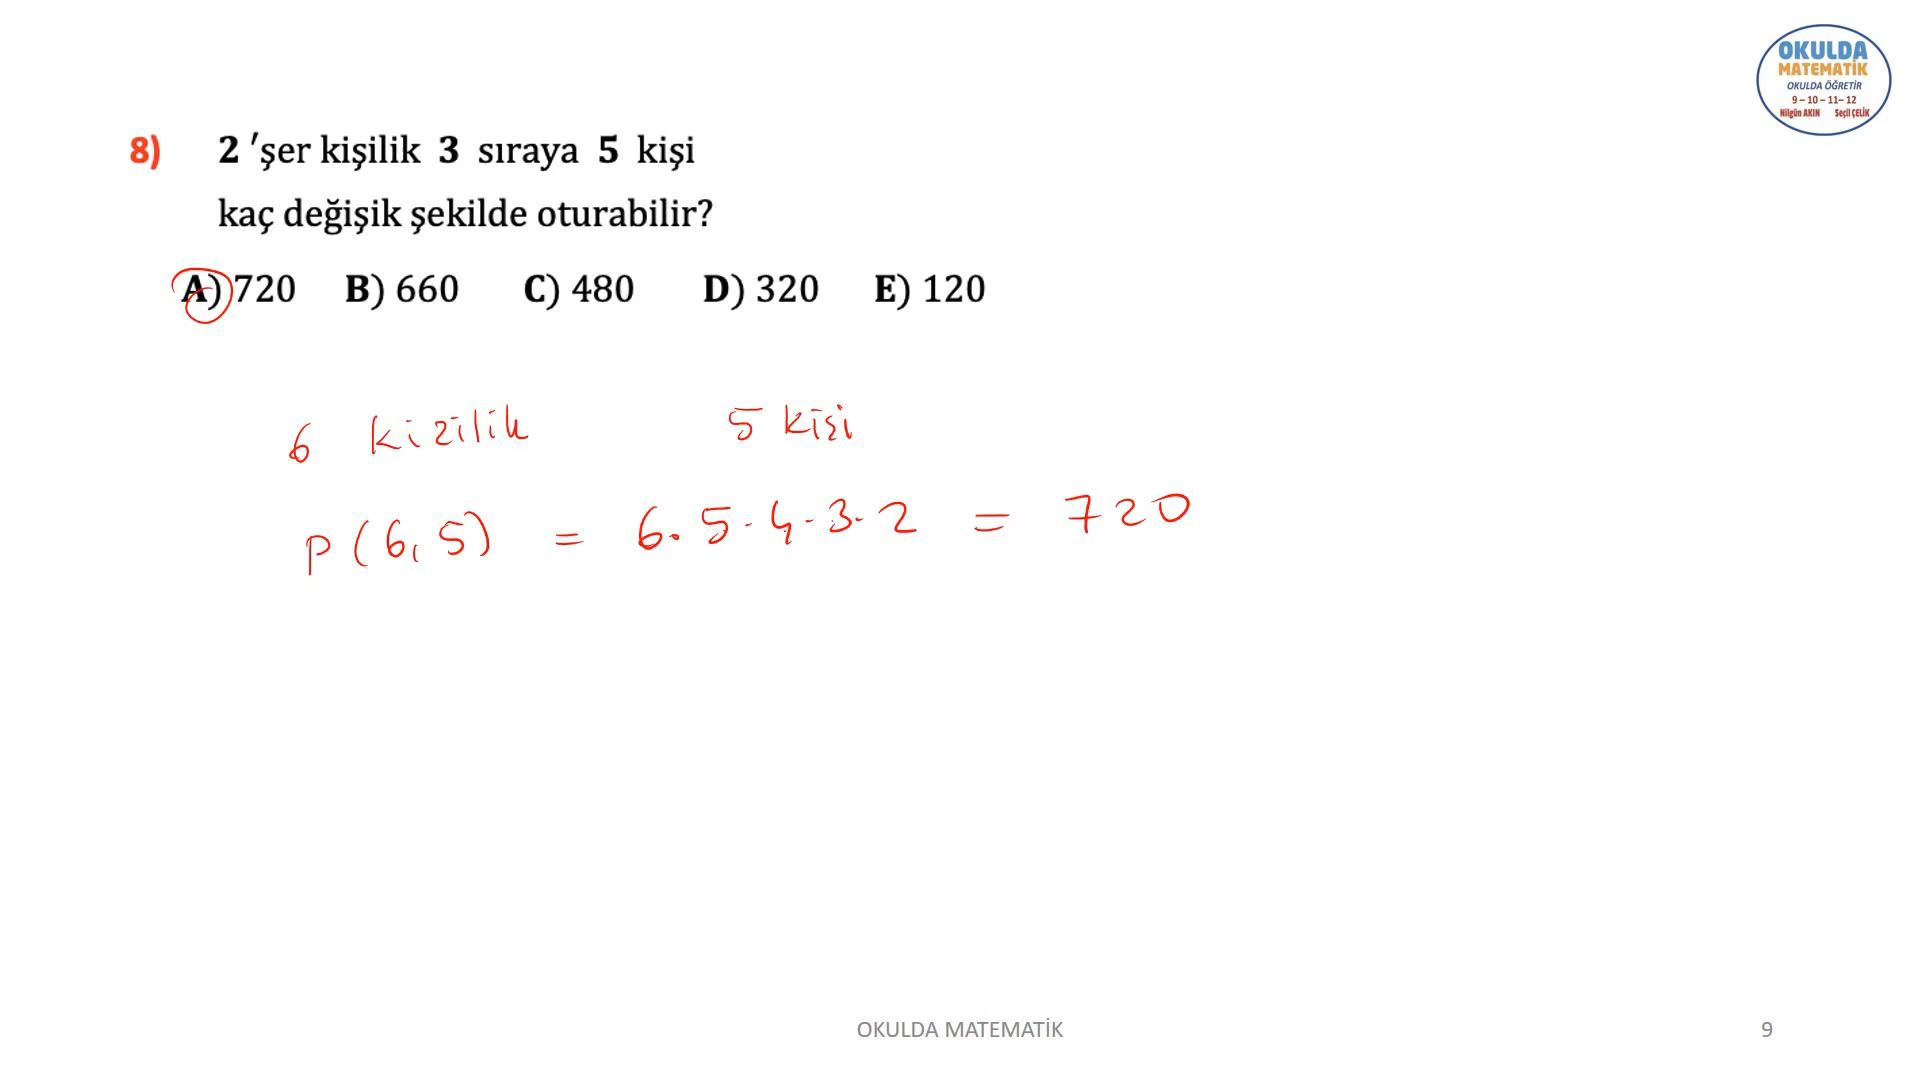 OKULDA
MATEMATİK
OKULDA ÖĞRETİR
9 – 10 – 11– 12
Nilgün AKIN Seçil ÇELİK
8) 2 'şer kişilik 3 sıraya 5 kişi
kaç değişik şekilde oturabilir?
A) 720 B) 660 C) 480 D) 320 E) 120
6 kişilik 5 kişi
P(6,5) = 6.5.4.3.2 = 720
OKULDA MATEMATİK 9